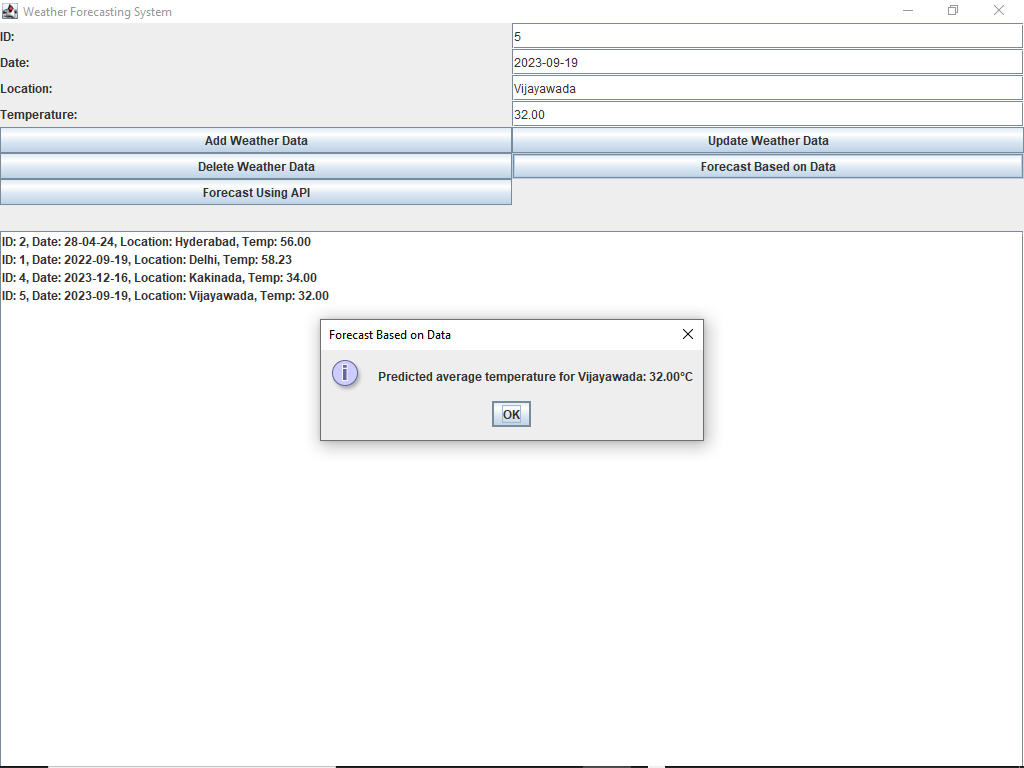 Weather Forecasting System
ID: 5
Date: 2023-09-19
Location: Vijayawada
Temperature: 32.00
Add Weather Data Update Weather Data
Delete Weather Data Forecast Based on Data
Forecast Using API
ID: 2, Date: 28-04-24, Location: Hyderabad, Temp: 56.00
ID: 1, Date: 2022-09-19, Location: Delhi, Temp: 58.23
ID: 4, Date: 2023-12-16, Location: Kakinada, Temp: 34.00
ID: 5, Date: 2023-09-19, Location: Vijayawada, Temp: 32.00
Forecast Based on Data
Predicted average temperature for Vijayawada: 32.00°C
OK